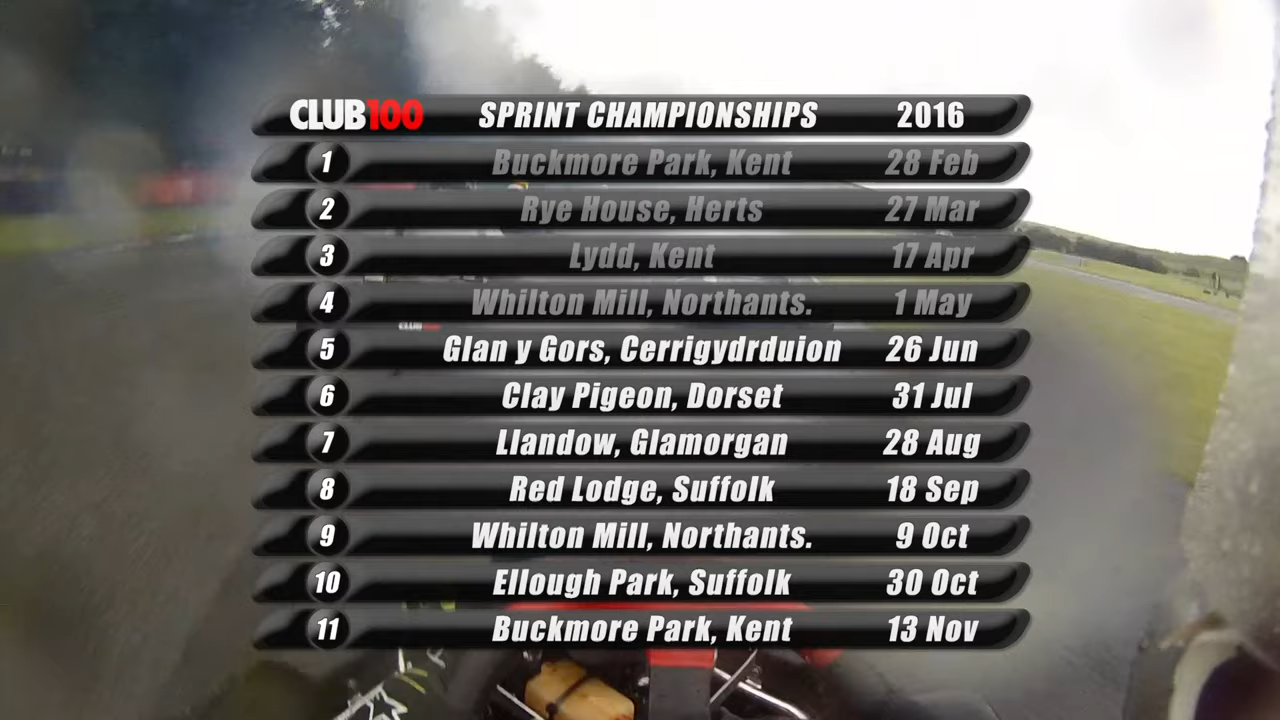 CLUB100 SPRINT CHAMPIONSHIPS 2016
1 Buckmore Park, Kent 28 Feb
2 Rye House, Herts 27 Mar
3 Lydd, Kent 17 Apr
4 Whilton Mill, Northants. 1 May
5 Glan y Gors, Cerrigydrduion 26 Jun
6 Clay Pigeon, Dorset 31 Jul
7 Llandow, Glamorgan 28 Aug
8 Red Lodge, Suffolk 18 Sep
9 Whilton Mill, Northants. 9 Oct
10 Ellough Park, Suffolk 30 Oct
11 Buckmore Park, Kent 13 Nov